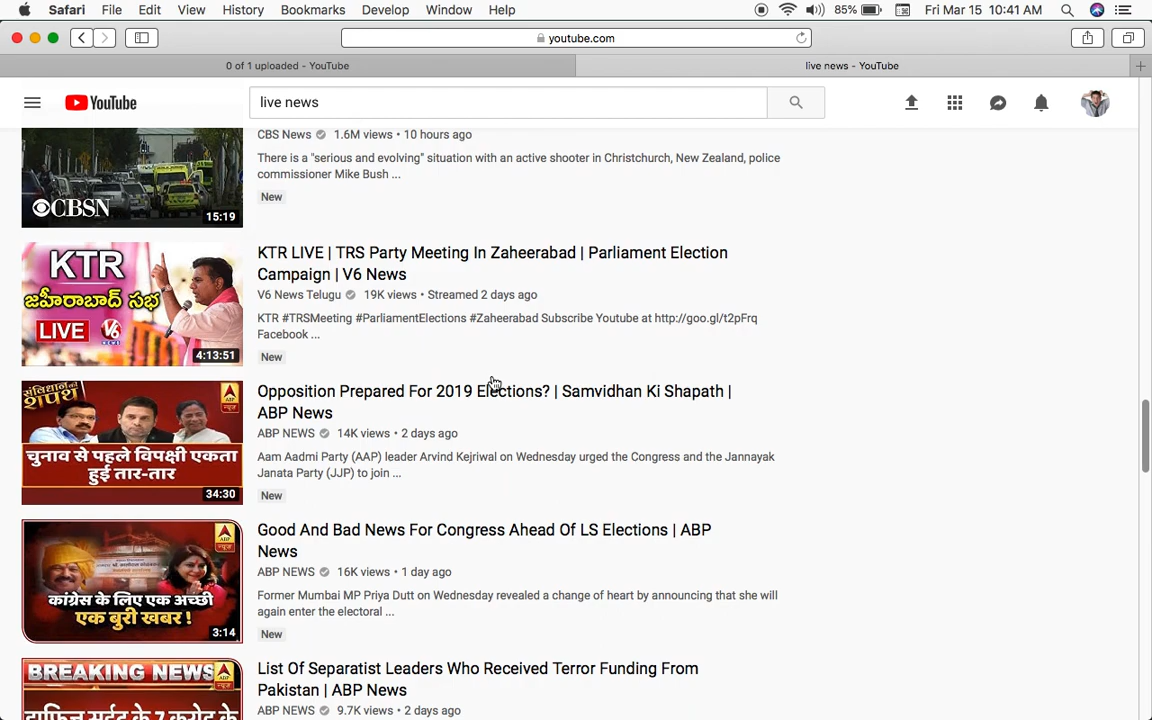 Safari File Edit View History Bookmarks Develop Window Help 85% Fri Mar 15 10:41 AM
youtube.com
0 of 1 uploaded - YouTube live news - YouTube
YouTube live news
CBS News 1.6M views • 10 hours ago
There is a "serious and evolving" situation with an active shooter in Christchurch, New Zealand, police
commissioner Mike Bush ...
New
CBSN
15:19
KTR LIVE | TRS Party Meeting In Zaheerabad | Parliament Election
Campaign | V6 News
V6 News Telugu 19K views • Streamed 2 days ago
KTR #TRSMeeting #ParliamentElections #Zaheerabad Subscribe Youtube at http://goo.gl/t2pFrq
Facebook ...
New
KTR
జహీరాబాద్ సభ
LIVE V6
NEWS
4:13:51
Opposition Prepared For 2019 Elections? | Samvidhan Ki Shapath |
ABP News
ABP NEWS 14K views • 2 days ago
Aam Aadmi Party (AAP) leader Arvind Kejriwal on Wednesday urged the Congress and the Jannayak
Janata Party (JJP) to join ...
New
संविधान की
शपथ
abp
चुनाव से पहले विपक्षी एकता
हुई तार-तार
34:30
Good And Bad News For Congress Ahead Of LS Elections | ABP
News
ABP NEWS 16K views • 1 day ago
Former Mumbai MP Priya Dutt on Wednesday revealed a change of heart by announcing that she will
again enter the electoral ...
New
abp
न्यूज़
कांग्रेस के लिए एक अच्छी
एक बुरी खबर !
3:14
List Of Separatist Leaders Who Received Terror Funding From
Pakistan | ABP News
ABP NEWS 9.7K views • 2 days ago
BREAKING NEWS
abp
न्यूज़
हाफिज सईद के 7 करोड़ के